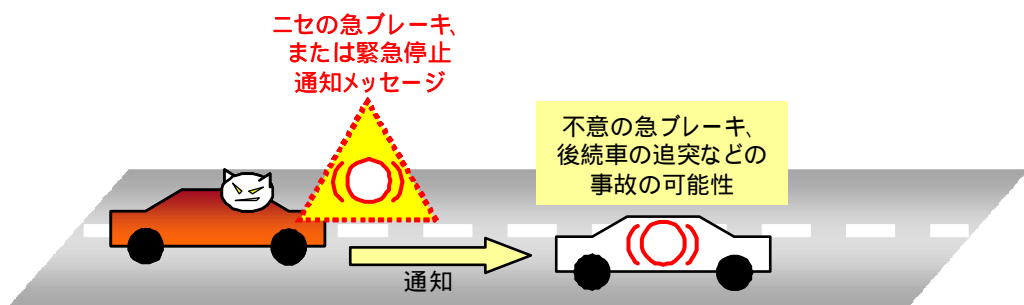 ニセの急ブレーキ、
または緊急停止
通知メッセージ
不意の急ブレーキ、
後続車の追突などの
事故の可能性
通知